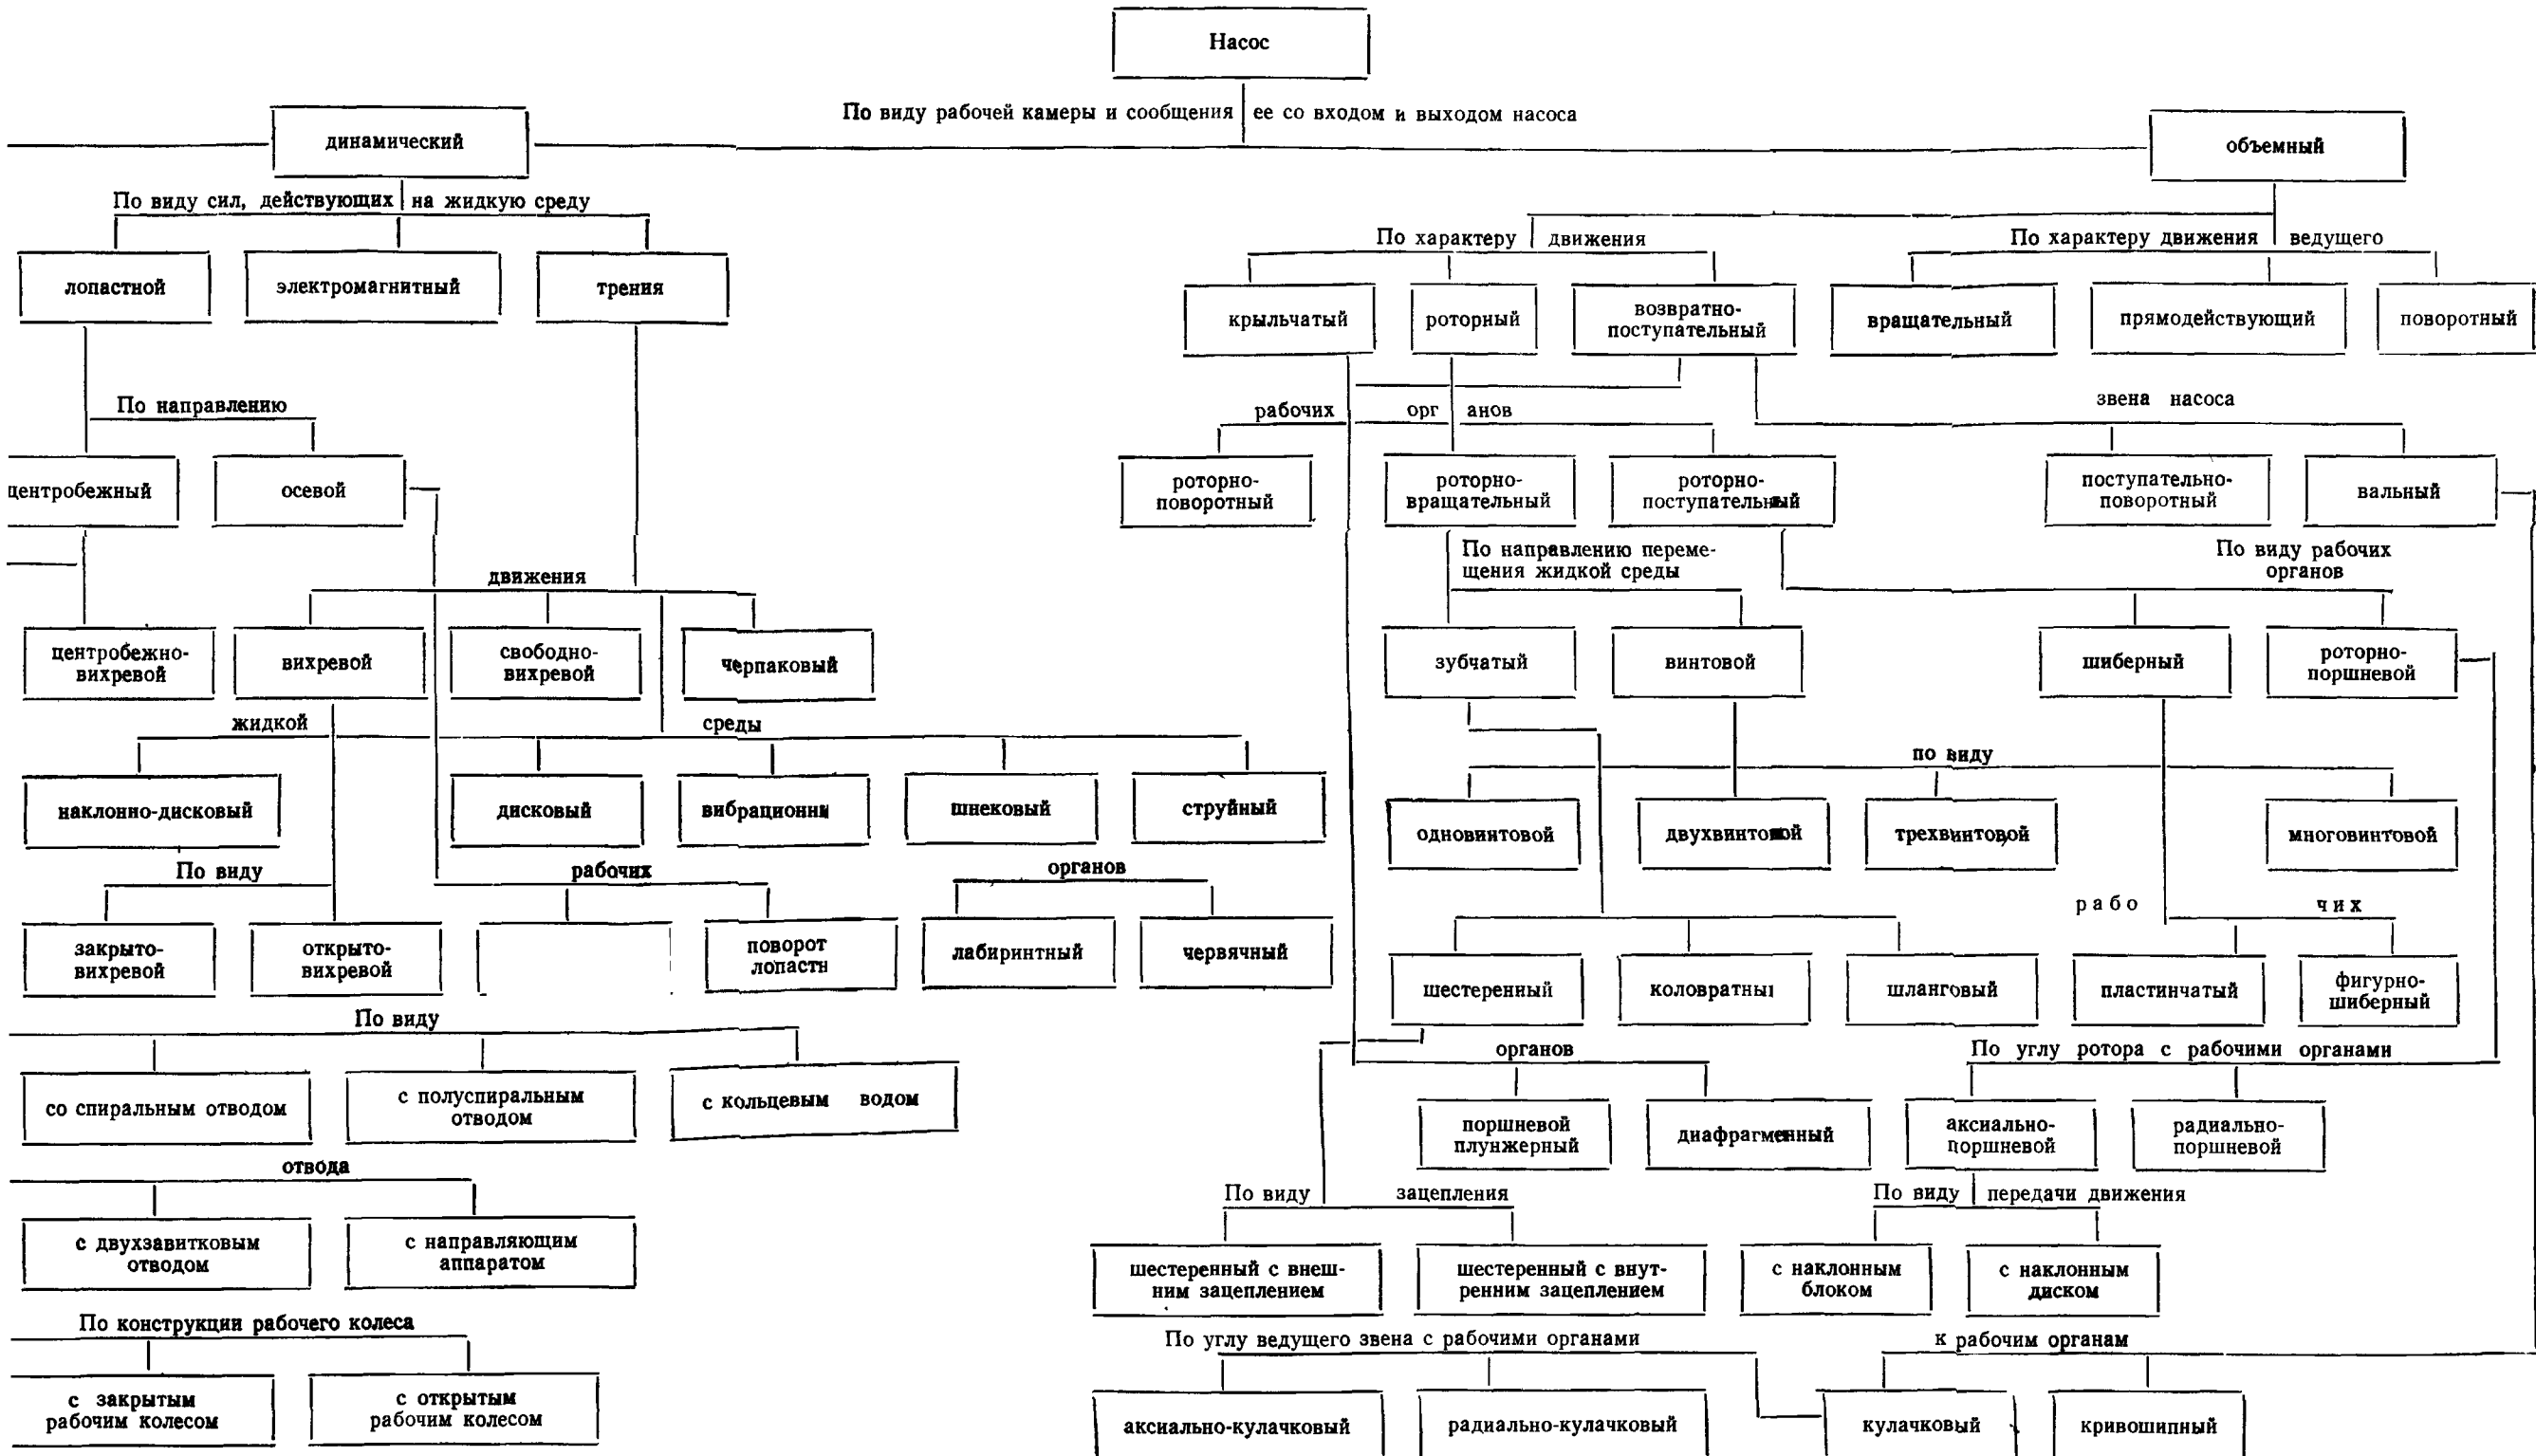 Насос
По виду рабочей камеры и сообщения ее со входом и выходом насоса
динамический
объемный
По виду сил, действующих на жидкую среду
По характеру движения
По характеру движения ведущего
лопастной
электромагнитный
трения
крыльчатый
роторный
возвратно-
поступательный
вращательный
прямодействующий
поворотный
По направлению
рабочих органов
звена насоса
центробежный
осевой
роторно-
поворотный
роторно-
вращательный
роторно-
поступательный
поступательно-
поворотный
вальный
По направлению переме-
щения жидкой среды
По виду рабочих
органов
движения
центробежно-
вихревой
вихревой
свободно-
вихревой
черпаковый
зубчатый
винтовой
шиберный
роторно-
поршневой
жидкой
среды
по виду
наклонно-дисковый
дисковый
вибрационны
шнековый
струйный
одновинтовой
двухвинтовой
трехвинтовой
многовинтовой
По виду
рабочих
органов
рабо чих
закрыто-
вихревой
открыто-
вихревой
поворот
лопасти
лабиринтный
червячный
шестеренный
коловратны
шланговый
пластинчатый
фигурно-
шиберный
По виду
органов
По углу ротора с рабочими органами
со спиральным отводом
с полуспиральным
отводом
с кольцевым водом
поршневой
плунжерный
диафрагменный
аксиально-
поршневой
радиально-
поршневой
отвода
По виду зацепления
По виду передачи движения
с двухзавитковым
отводом
с направляющим
аппаратом
шестеренный с внеш-
ним зацеплением
шестеренный с внут-
ренним зацеплением
с наклонным
блоком
с наклонным
диском
По конструкции рабочего колеса
По углу ведущего звена с рабочими органами
к рабочим органам
с закрытым
рабочим колесом
с открытым
рабочим колесом
аксиально-кулачковый
радиально-кулачковый
кулачковый
кривошипный